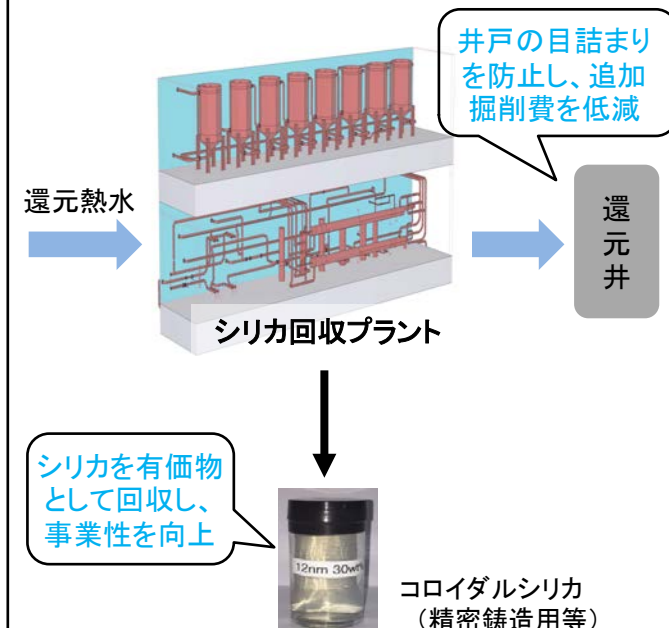 井戸の目詰まり
を防止し、追加
掘削費を低減
還元熱水
還
元
井
シリカ回収プラント
シリカを有価物
として回収し、
事業性を向上
12nm 30wt
コロイダルシリカ
（精密鋳造用等）